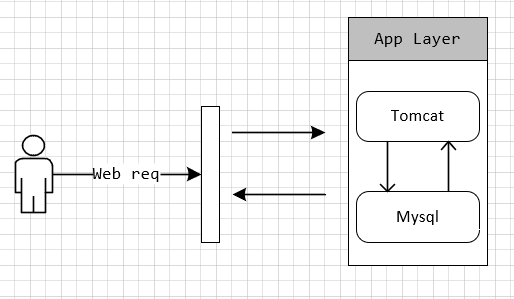 App Layer
Tomcat
Web req
Mysql